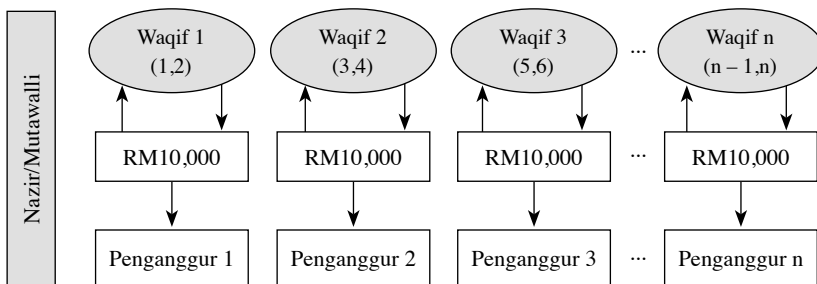 Nazir/Mutawalli
Waqif 1
(1,2)
Waqif 2
(3,4)
Waqif 3
(5,6)
...
Waqif n
(n – 1,n)
RM10,000
RM10,000
RM10,000
...
RM10,000
Penganggur 1
Penganggur 2
Penganggur 3
...
Penganggur n